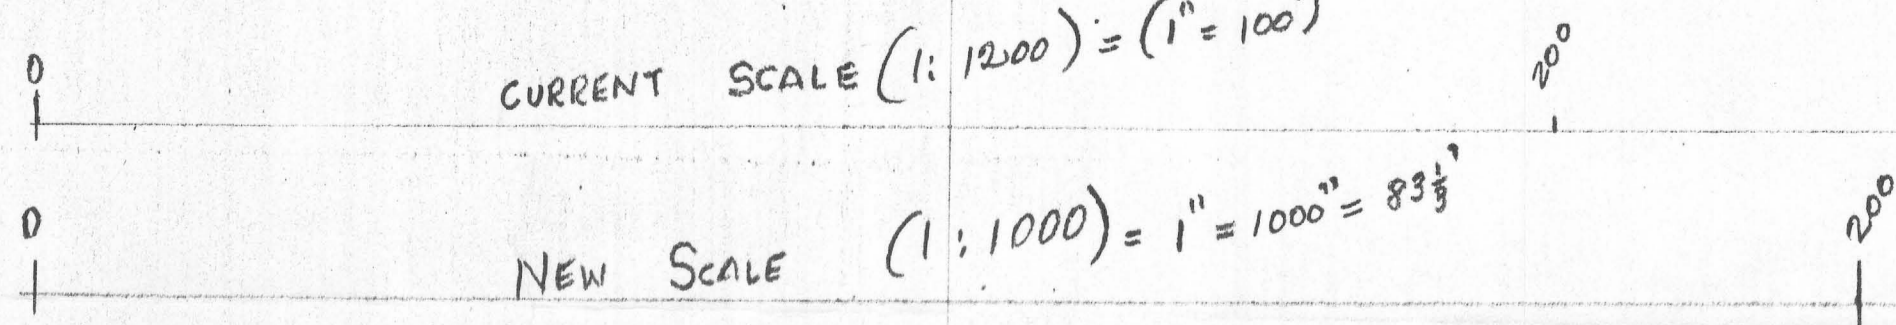 0 CURRENT SCALE (1: 1200) = (1" = 100') 200
0 NEW SCALE (1 : 1000) = 1" = 1000" = 83⅓' 200